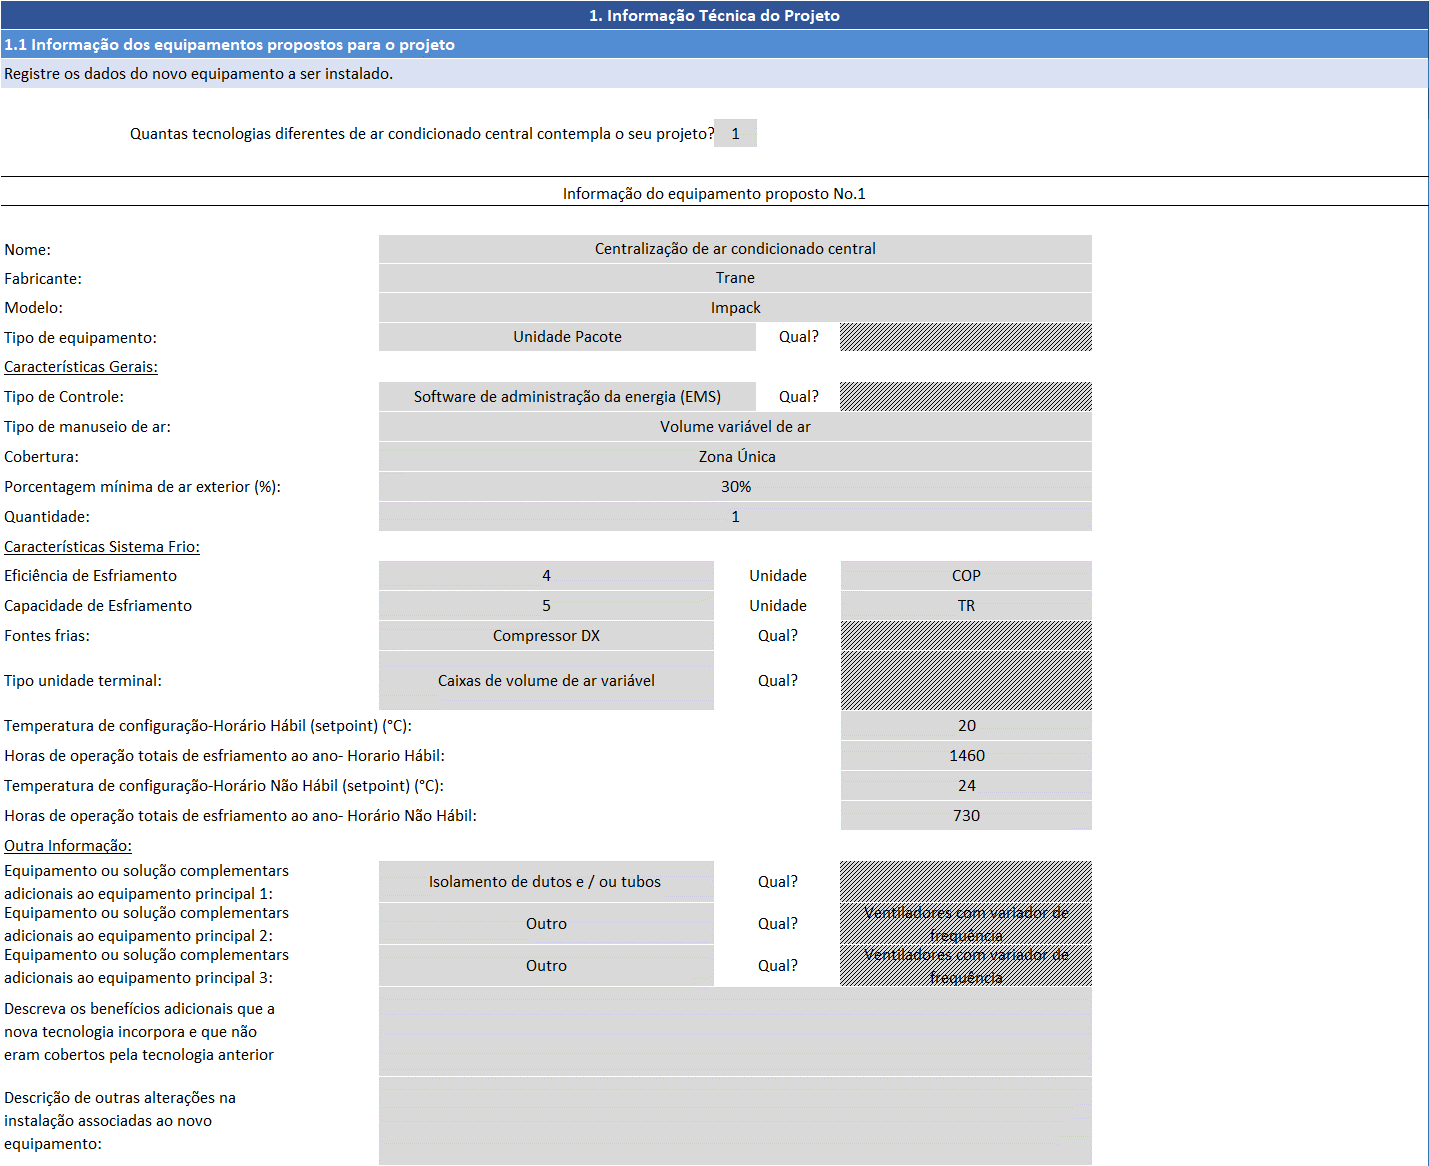 1. Informação Técnica do Projeto
1.1 Informação dos equipamentos propostos para o projeto
Registre os dados do novo equipamento a ser instalado.
Quantas tecnologias diferentes de ar condicionado central contempla o seu projeto? 1
Informação do equipamento proposto No.1
Nome: Centralização de ar condicionado central
Fabricante: Trane
Modelo: Impack
Tipo de equipamento: Unidade Pacote Qual?
Características Gerais:
Tipo de Controle: Software de administração da energia (EMS) Qual?
Tipo de manuseio de ar: Volume variável de ar
Cobertura: Zona Única
Porcentagem mínima de ar exterior (%): 30%
Quantidade: 1
Características Sistema Frio:
Eficiência de Esfriamento 4 Unidade COP
Capacidade de Esfriamento 5 Unidade TR
Fontes frias: Compressor DX Qual?
Tipo unidade terminal: Caixas de volume de ar variável Qual?
Temperatura de configuração-Horário Hábil (setpoint) (°C): 20
Horas de operação totais de esfriamento ao ano- Horario Hábil: 1460
Temperatura de configuração-Horário Não Hábil (setpoint) (°C): 24
Horas de operação totais de esfriamento ao ano- Horário Não Hábil: 730
Outra Informação:
Equipamento ou solução complementars
adicionais ao equipamento principal 1:
Isolamento de dutos e / ou tubos Qual?
Equipamento ou solução complementars
adicionais ao equipamento principal 2:
Outro Qual?
Ventiladores com variador de
frequência
Equipamento ou solução complementars
adicionais ao equipamento principal 3:
Outro Qual?
Ventiladores com variador de
frequência
Descreva os benefícios adicionais que a
nova tecnologia incorpora e que não
eram cobertos pela tecnologia anterior
Descrição de outras alterações na
instalação associadas ao novo
equipamento: